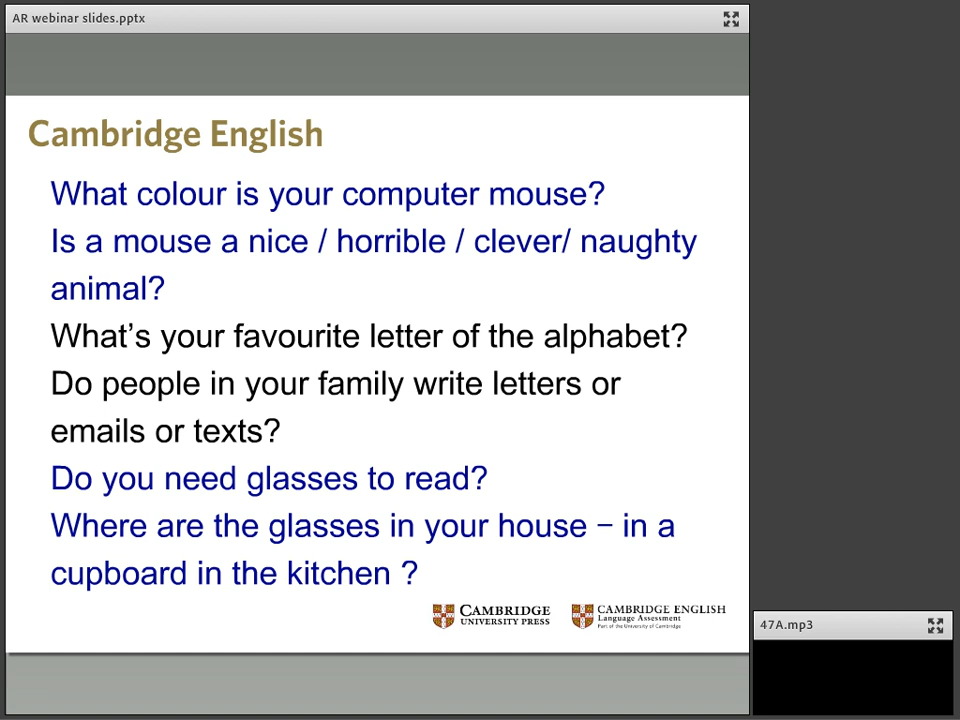 AR webinar slides.pptx
Cambridge English
What colour is your computer mouse?
Is a mouse a nice / horrible / clever/ naughty
animal?
What's your favourite letter of the alphabet?
Do people in your family write letters or
emails or texts?
Do you need glasses to read?
Where are the glasses in your house – in a
cupboard in the kitchen ?
CAMBRIDGE
UNIVERSITY PRESS
CAMBRIDGE ENGLISH
Language Assessment
Part of the University of Cambridge
47A.mp3